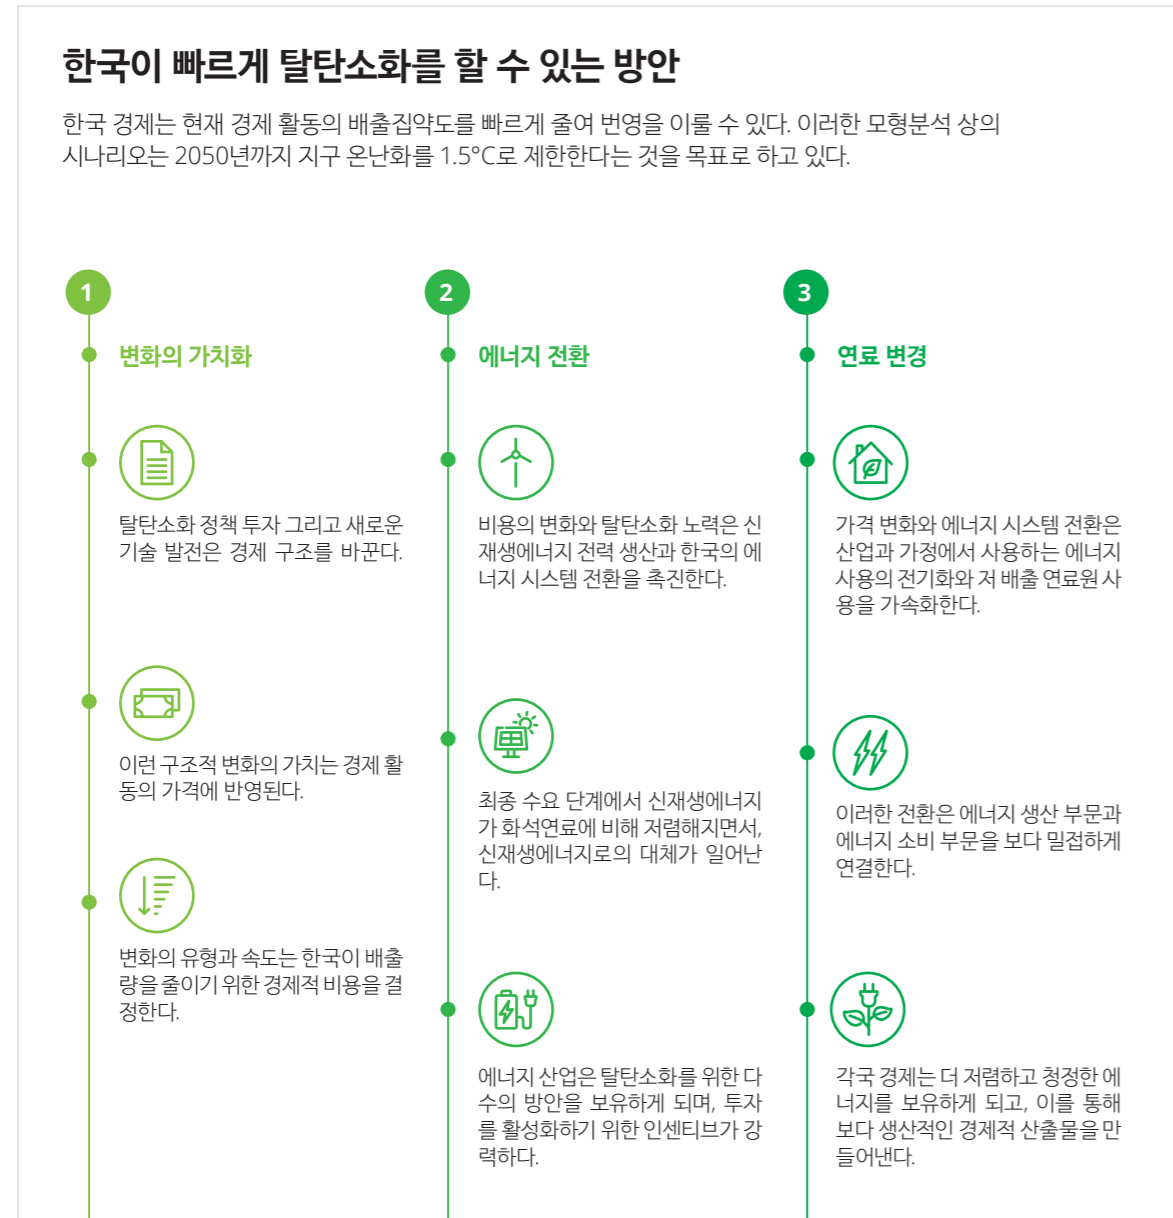 한국이 빠르게 탈탄소화를 할 수 있는 방안
한국 경제는 현재 경제 활동의 배출집약도를 빠르게 줄여 번영을 이룰 수 있다. 이러한 모형분석 상의
시나리오는 2050년까지 지구 온난화를 1.5°C로 제한한다는 것을 목표로 하고 있다.
1
변화의 가치화
탈탄소화 정책 투자 그리고 새로운
기술 발전은 경제 구조를 바꾼다.
이런 구조적 변화의 가치는 경제 활
동의 가격에 반영된다.
변화의 유형과 속도는 한국이 배출
량을 줄이기 위한 경제적 비용을 결
정한다.
2
에너지 전환
비용의 변화와 탈탄소화 노력은 신
재생에너지 전력 생산과 한국의 에
너지 시스템 전환을 촉진한다.
최종 수요 단계에서 신재생에너지
가 화석연료에 비해 저렴해지면서,
신재생에너지로의 대체가 일어난
다.
에너지 산업은 탈탄소화를 위한 다
수의 방안을 보유하게 되며, 투자
를 활성화하기 위한 인센티브가 강
력하다.
3
연료 변경
가격 변화와 에너지 시스템 전환은
산업과 가정에서 사용하는 에너지
사용의 전기화와 저 배출 연료원 사
용을 가속화한다.
이러한 전환은 에너지 생산 부문과
에너지 소비 부문을 보다 밀접하게
연결한다.
각국 경제는 더 저렴하고 청정한 에
너지를 보유하게 되고, 이를 통해
보다 생산적인 경제적 산출물을 만
들어낸다.